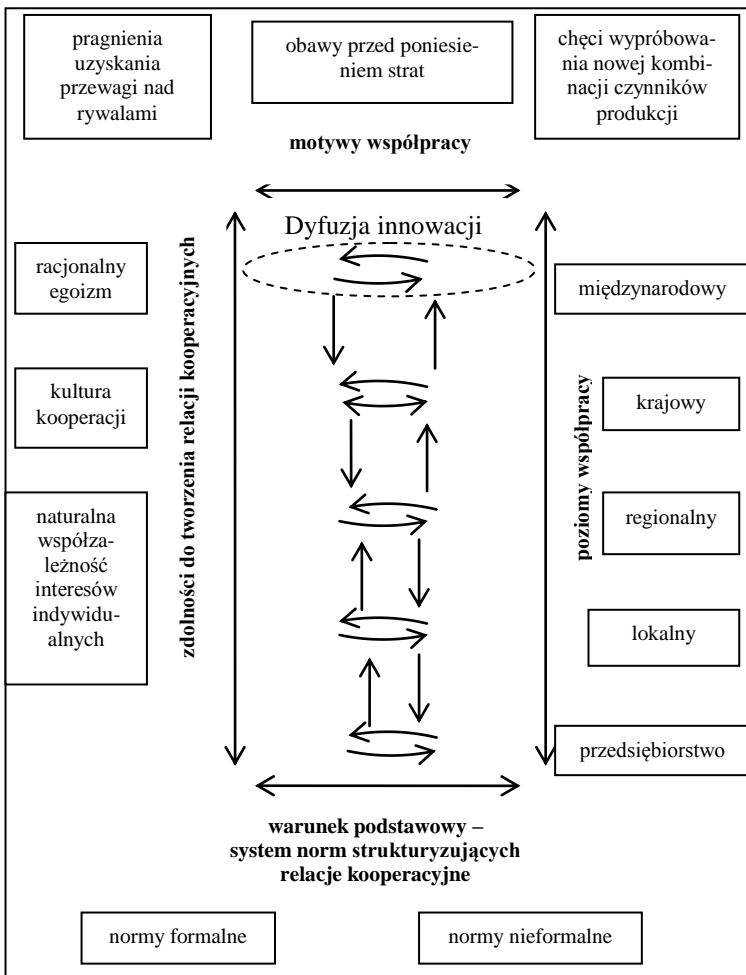 pragnienia
uzyskania
przewagi nad
rywalami
obawy przed poniesie-
niem strat
chęci wypróbowa-
nia nowej kombi-
nacji czynników
produkcji
motywy współpracy
Dyfuzja innowacji
zdolności do tworzenia relacji kooperacyjnych
racjonalny
egoizm
kultura
kooperacji
naturalna
współza-
leżność
interesów
indywidu-
alnych
poziomy współpracy
międzynarodowy
krajowy
regionalny
lokalny
przedsiębiorstwo
warunek podstawowy –
system norm strukturyzujących
relacje kooperacyjne
normy formalne
normy nieformalne